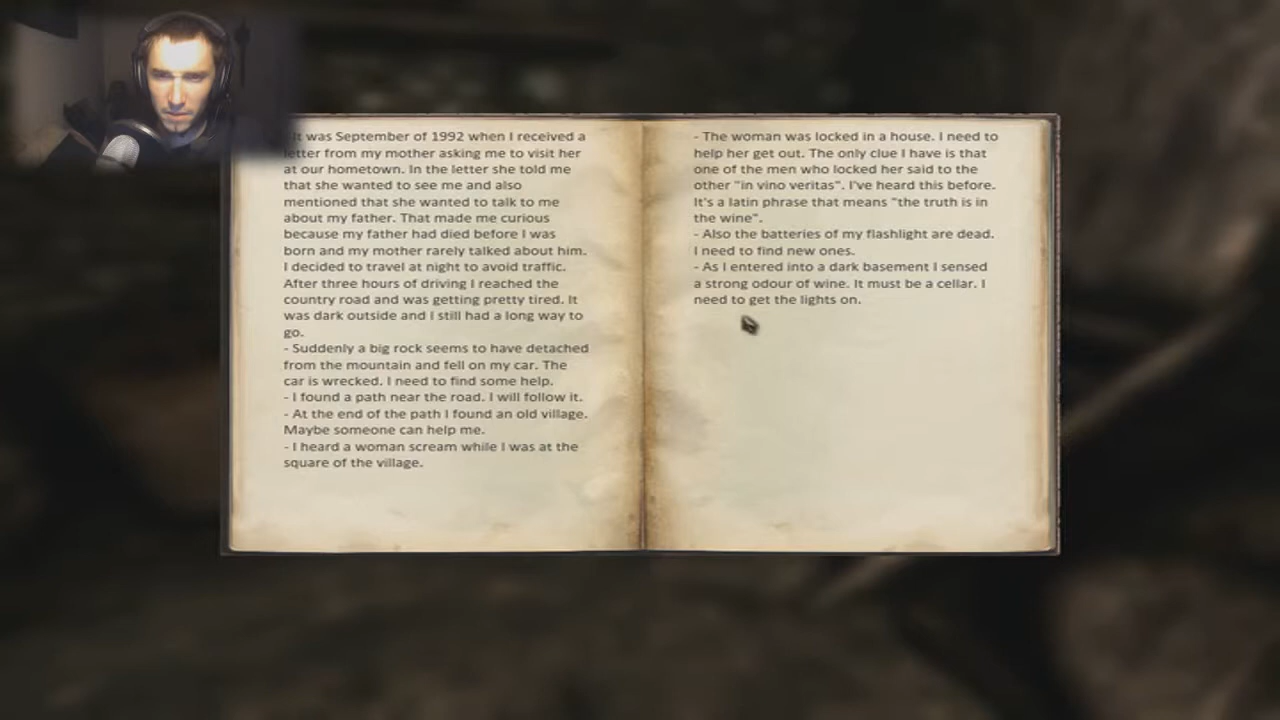 - It was September of 1992 when I received a
letter from my mother asking me to visit her
at our hometown. In the letter she told me
that she wanted to see me and also
mentioned that she wanted to talk to me
about my father. That made me curious
because my father had died before I was
born and my mother rarely talked about him.
I decided to travel at night to avoid traffic.
After three hours of driving I reached the
country road and was getting pretty tired. It
was dark outside and I still had a long way to
go.
- Suddenly a big rock seems to have detached
from the mountain and fell on my car. The
car is wrecked. I need to find some help.
- I found a path near the road. I will follow it.
- At the end of the path I found an old village.
Maybe someone can help me.
- I heard a woman scream while I was at the
square of the village.
- The woman was locked in a house. I need to
help her get out. The only clue I have is that
one of the men who locked her said to the
other "in vino veritas". I've heard this before.
It's a latin phrase that means "the truth is in
the wine".
- Also the batteries of my flashlight are dead.
I need to find new ones.
- As I entered into a dark basement I sensed
a strong odour of wine. It must be a cellar. I
need to get the lights on.